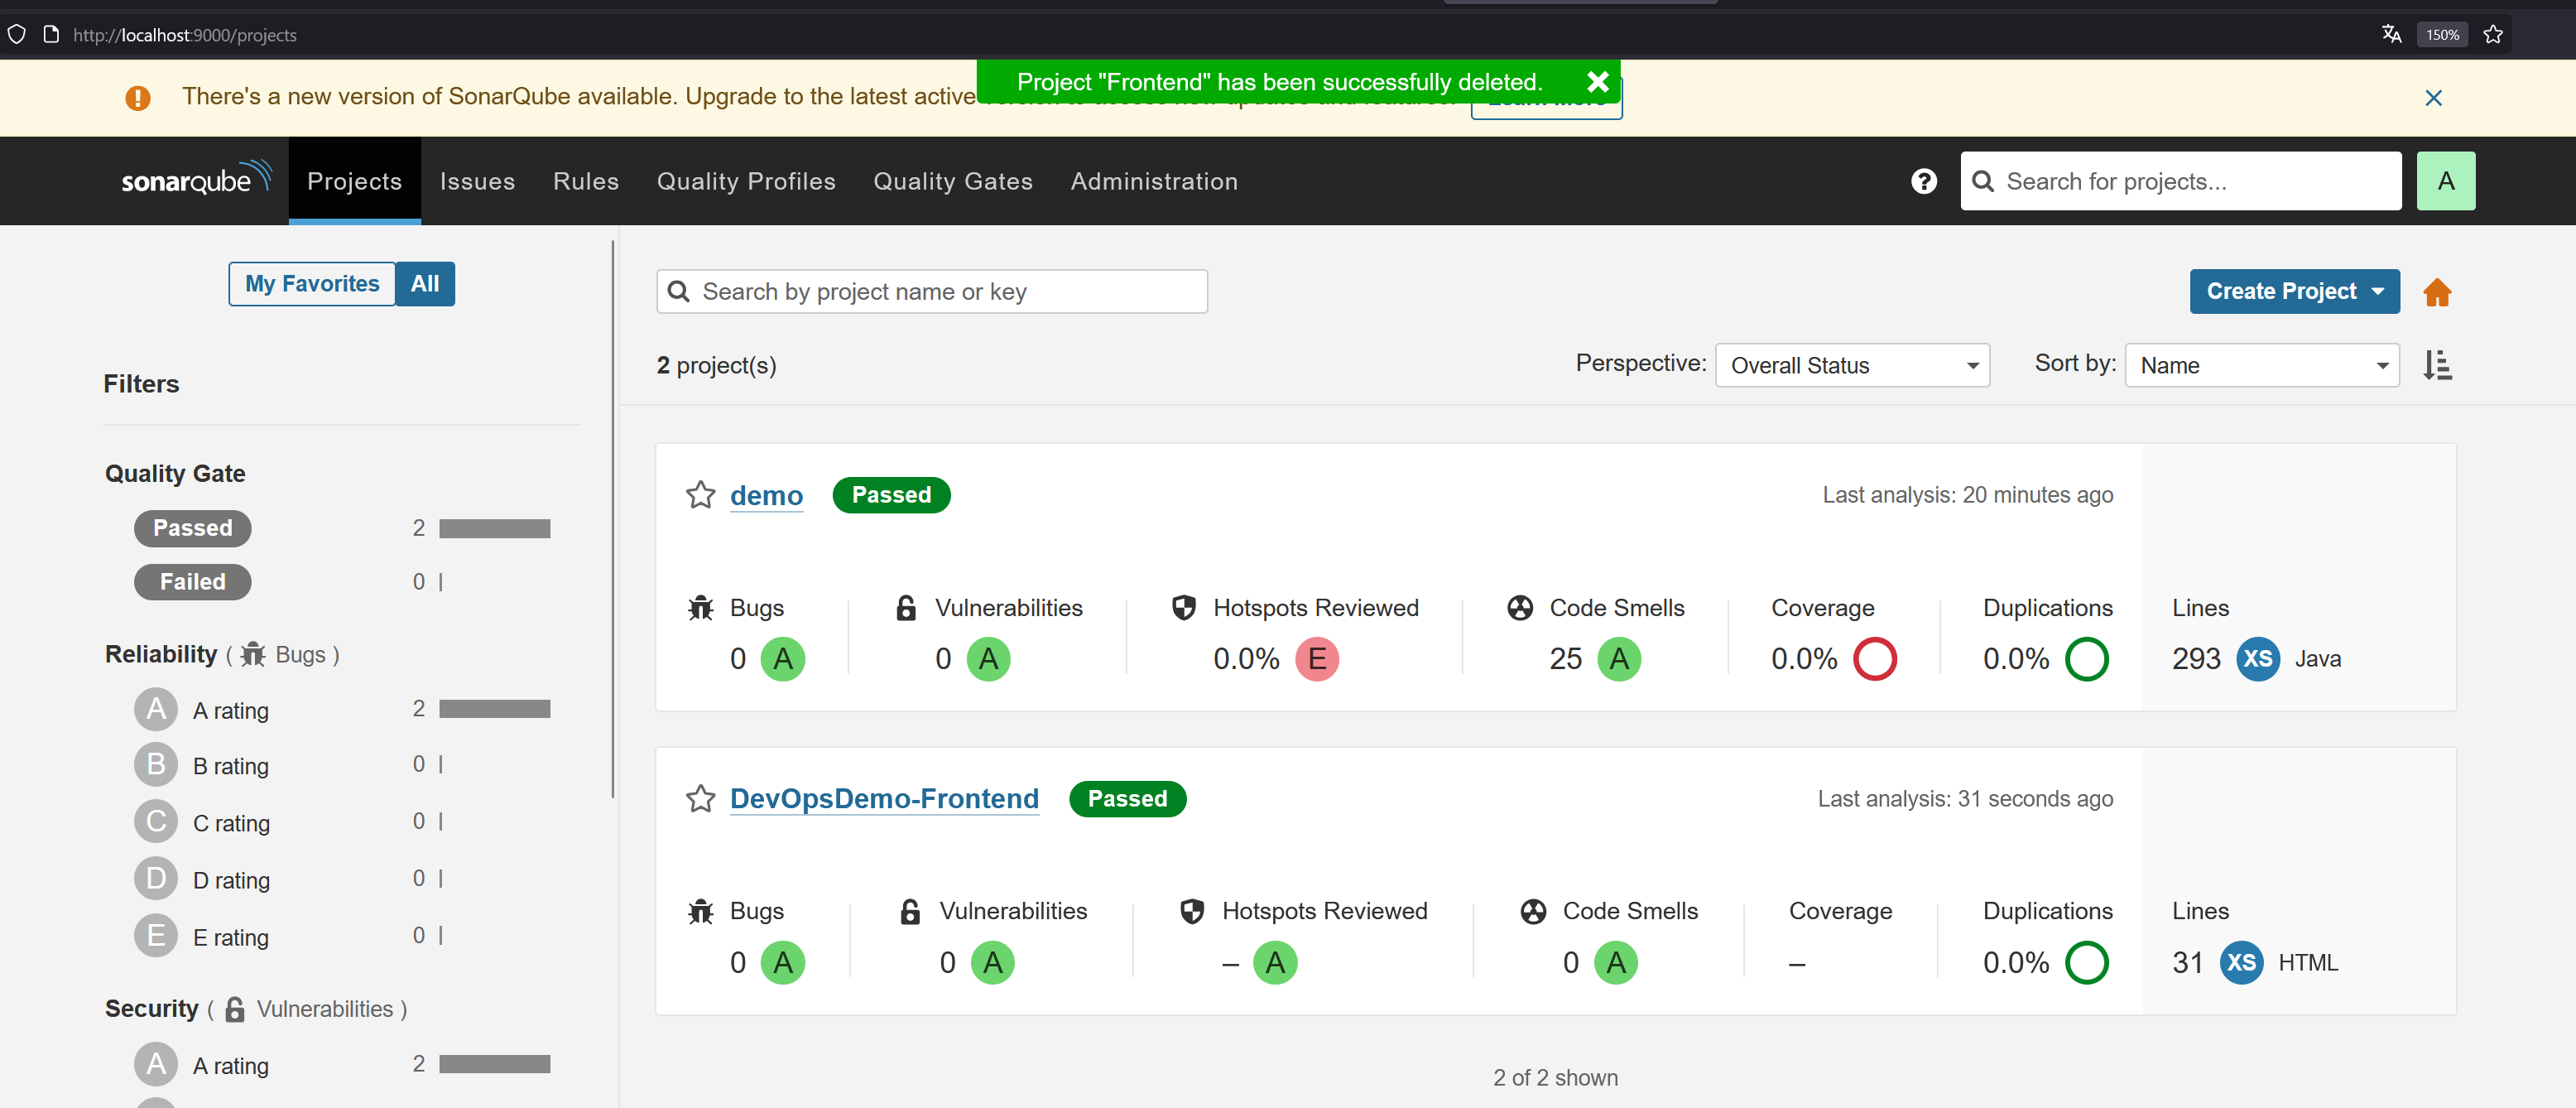 http://localhost:9000/projects
150%
There's a new version of SonarQube available. Upgrade to the latest active
Project "Frontend" has been successfully deleted.
sonarqube
Projects
Issues
Rules
Quality Profiles
Quality Gates
Administration
?
Search for projects...
A
My Favorites
All
Search by project name or key
Create Project
2 project(s)
Perspective:
Overall Status
Sort by:
Name
Filters
Quality Gate
Passed 2
Failed 0
Reliability ( Bugs )
A A rating 2
B B rating 0
C C rating 0
D D rating 0
E E rating 0
Security ( Vulnerabilities )
A A rating 2
demo
Passed
Last analysis: 20 minutes ago
Bugs
Vulnerabilities
Hotspots Reviewed
Code Smells
Coverage
Duplications
Lines
0 A
0 A
0.0% E
25 A
0.0%
0.0%
293 XS Java
DevOpsDemo-Frontend
Passed
Last analysis: 31 seconds ago
Bugs
Vulnerabilities
Hotspots Reviewed
Code Smells
Coverage
Duplications
Lines
0 A
0 A
– A
0 A
–
0.0%
31 XS HTML
2 of 2 shown